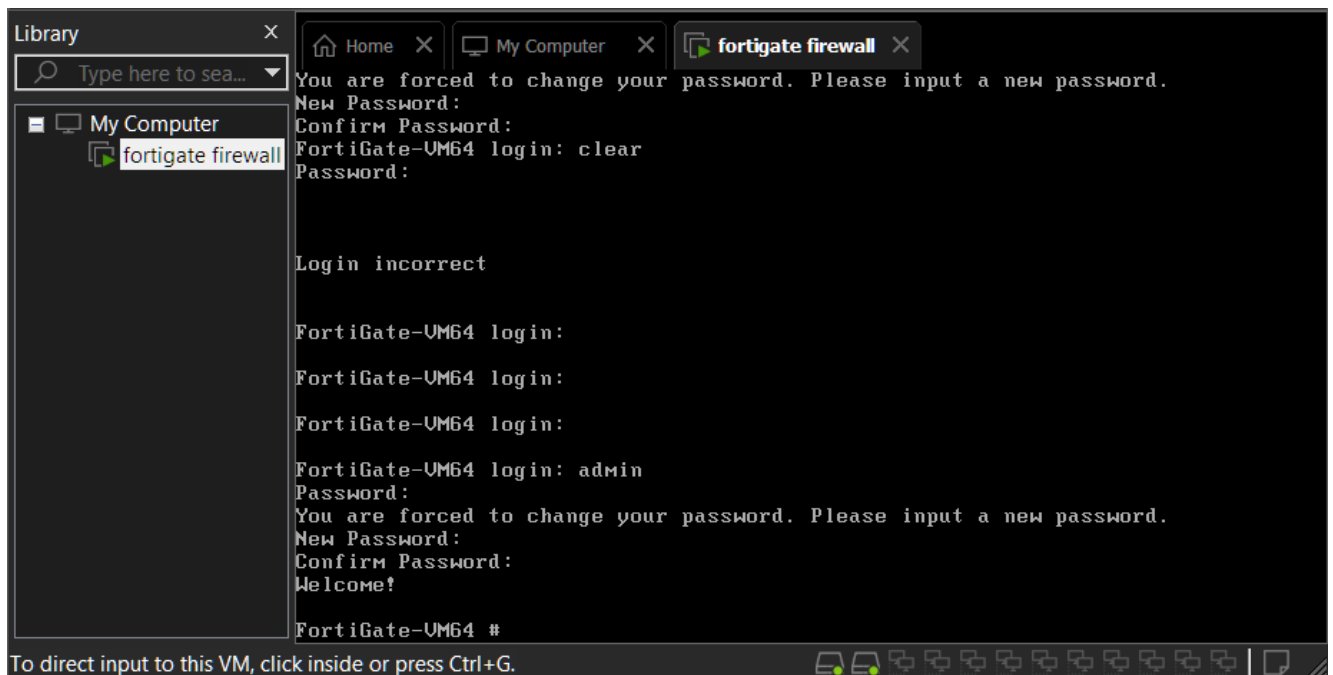 Library
Type here to sea...
My Computer
fortigate firewall
Home
My Computer
fortigate firewall
You are forced to change your password. Please input a new password.
New Password:
Confirm Password:
FortiGate-VM64 login: clear
Password:
Login incorrect
FortiGate-VM64 login:
FortiGate-VM64 login:
FortiGate-VM64 login:
FortiGate-VM64 login: admin
Password:
You are forced to change your password. Please input a new password.
New Password:
Confirm Password:
Welcome!
FortiGate-VM64 #
To direct input to this VM, click inside or press Ctrl+G.